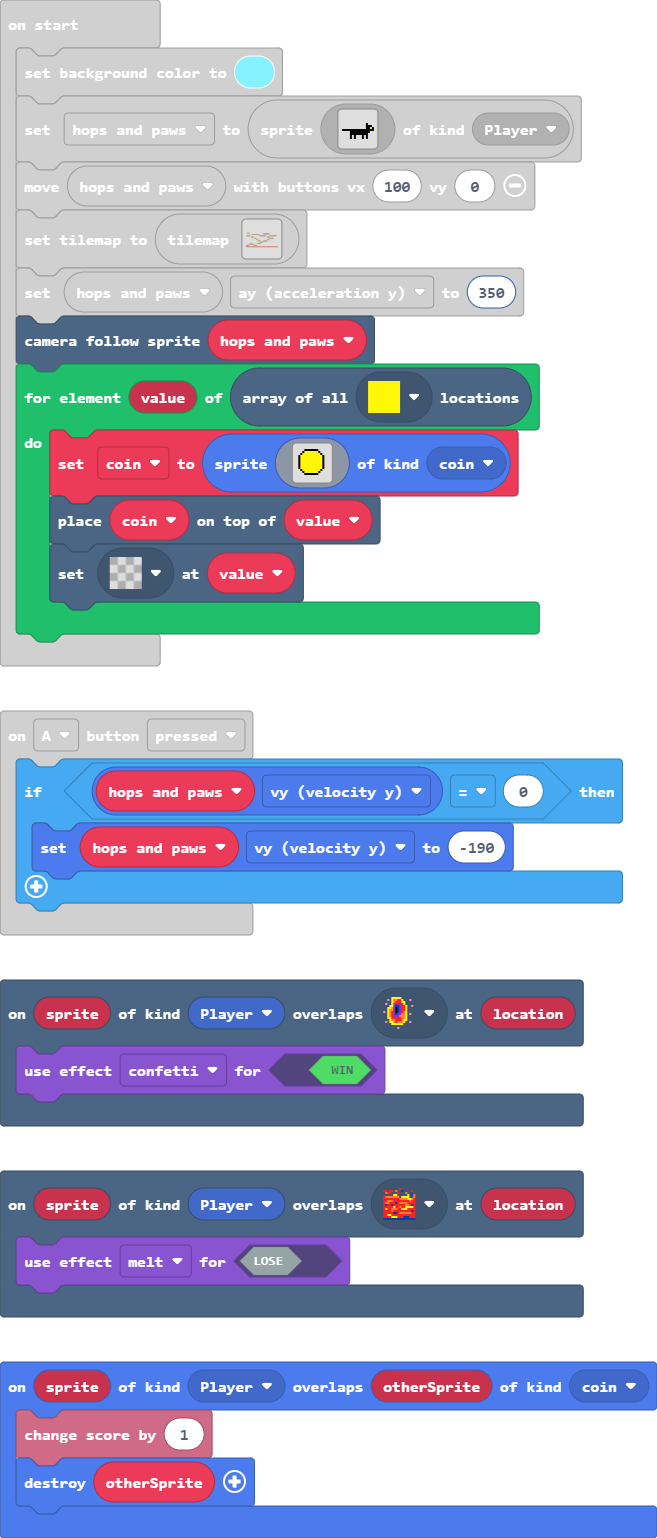 on start
set background color to
set hops and paws to sprite of kind Player
move hops and paws with buttons vx 100 vy 0
set tilemap to tilemap
set hops and paws ay (acceleration y) to 350
camera follow sprite hops and paws
for element value of array of all locations
do
set coin to sprite of kind coin
place coin on top of value
set at value
on A button pressed
if hops and paws vy (velocity y) = 0 then
set hops and paws vy (velocity y) to -190
on sprite of kind Player overlaps at location
use effect confetti for WIN
on sprite of kind Player overlaps at location
use effect melt for LOSE
on sprite of kind Player overlaps otherSprite of kind coin
change score by 1
destroy otherSprite